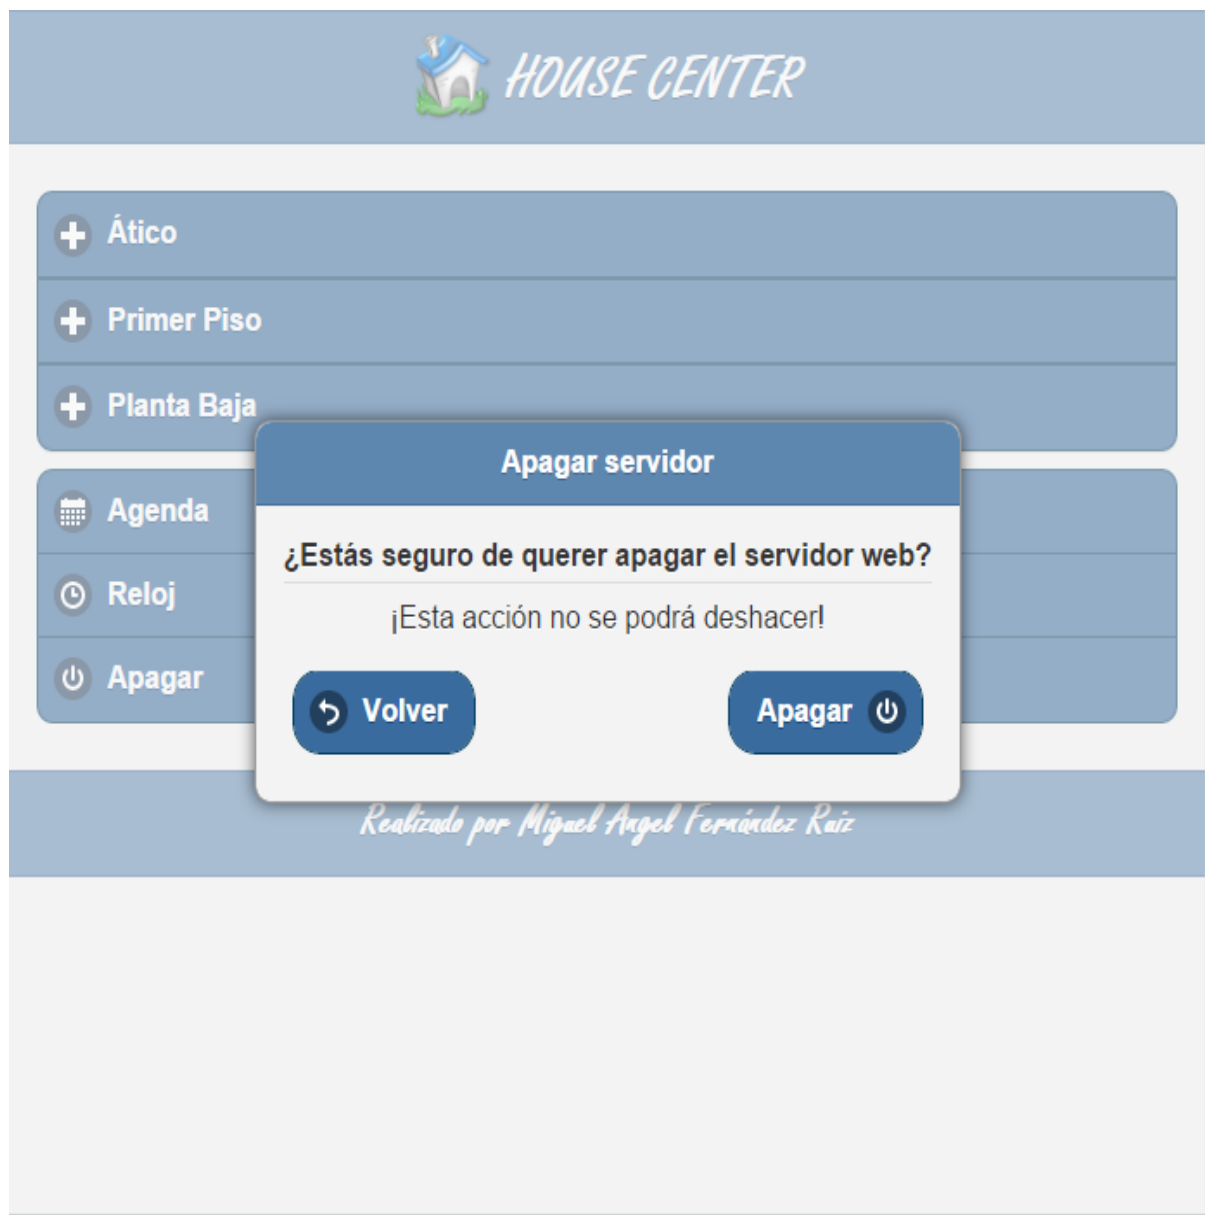 HOUSE CENTER
Ático
Primer Piso
Planta Baja
Agenda
Reloj
Apagar
Apagar servidor
¿Estás seguro de querer apagar el servidor web?
¡Esta acción no se podrá deshacer!
Volver
Apagar
Realizado por Miguel Angel Fernández Ruiz